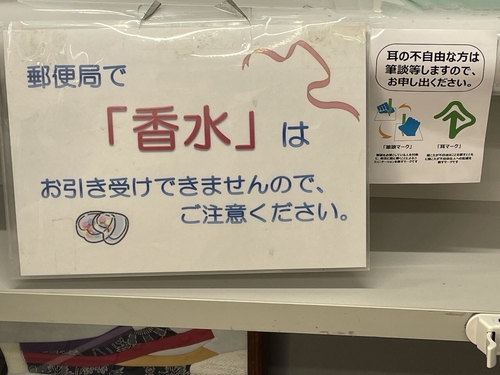 郵便局で
「香水」は
お引き受けできませんので、
ご注意ください。
耳の不自由な方は
筆談等しますので、
お申し出ください。
「筆談マーク」
「耳マーク」